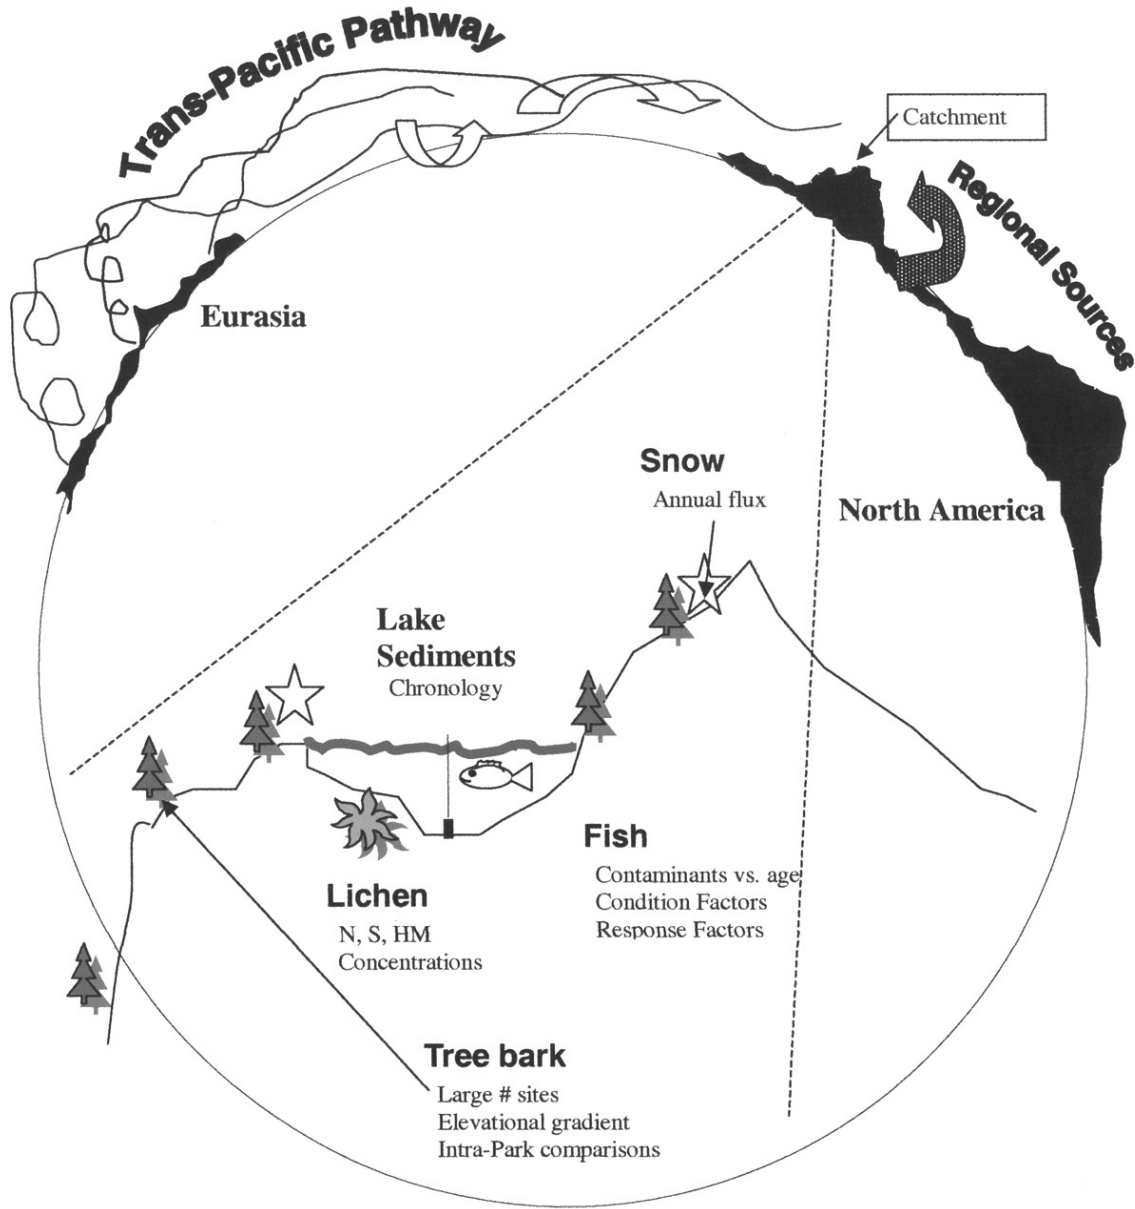 Trans-Pacific Pathway
Catchment
Regional Sources
Eurasia
Snow
Annual flux
North America
Lake
Sediments
Chronology
Fish
Contaminants vs. age
Condition Factors
Response Factors
Lichen
N, S, HM
Concentrations
Tree bark
Large # sites
Elevational gradient
Intra-Park comparisons